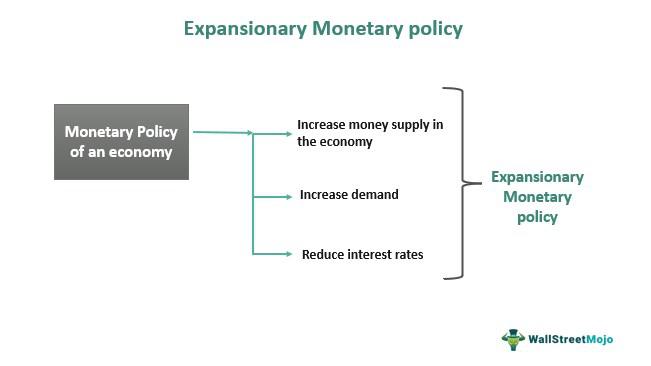 Expansionary Monetary policy
Monetary Policy
of an economy
Increase money supply in
the economy
Increase demand
Reduce interest rates
Expansionary
Monetary
policy
WallStreetMojo